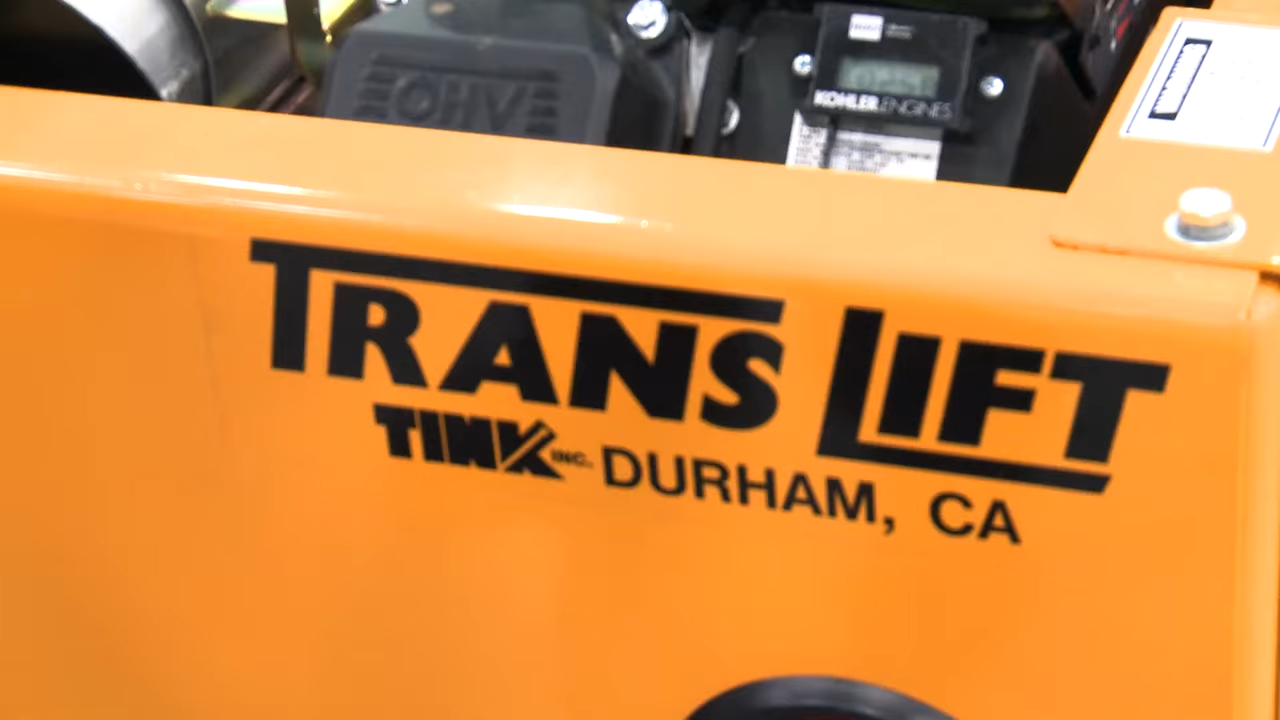 OHV
KOHLER ENGINES
TRANS LIFT
TINK INC. DURHAM, CA